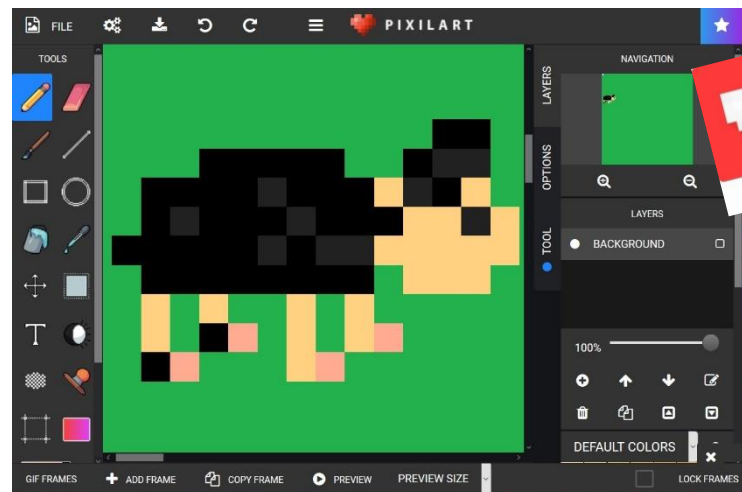 FILE
PIXILART
TOOLS
LAYERS
OPTIONS
TOOL
NAVIGATION
LAYERS
BACKGROUND
100%
DEFAULT COLORS
GIF FRAMES
ADD FRAME
COPY FRAME
PREVIEW
PREVIEW SIZE
LOCK FRAMES